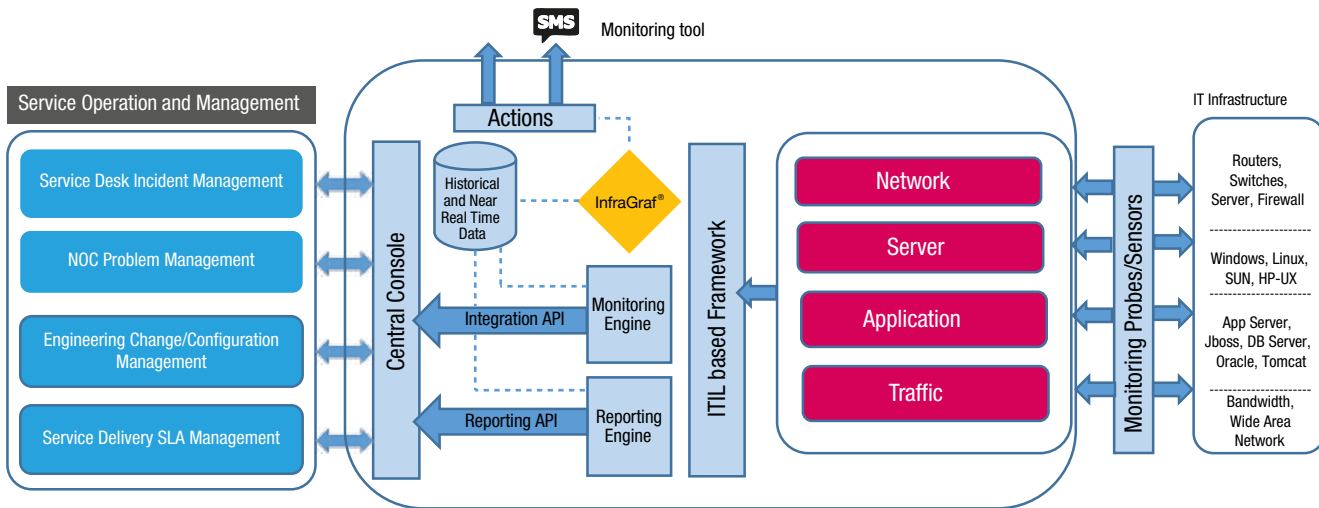 SMS
Monitoring tool
Service Operation and Management
Service Desk Incident Management
NOC Problem Management
Engineering Change/Configuration
Management
Service Delivery SLA Management
Central Console
Actions
Historical
and Near
Real Time
Data
InfraGraf®
Integration API
Monitoring
Engine
Reporting API
Reporting
Engine
ITIL based Framework
Network
Server
Application
Traffic
Monitoring Probes/Sensors
IT Infrastructure
Routers,
Switches,
Server, Firewall
Windows, Linux,
SUN, HP-UX
App Server,
Jboss, DB Server,
Oracle, Tomcat
Bandwidth,
Wide Area
Network